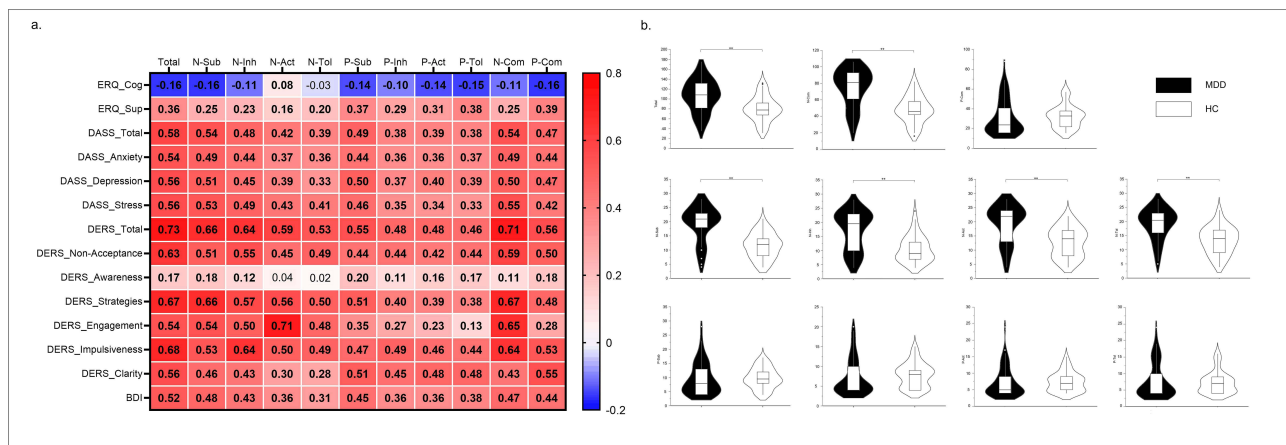 a.
Total N-Sub N-Inh N-Act N-Tol P-Sub P-Inh P-Act P-Tol N-Com P-Com
ERQ_Cog -0.16 -0.16 -0.11 0.08 -0.03 -0.14 -0.10 -0.14 -0.15 -0.11 -0.16
ERQ_Sup 0.36 0.25 0.23 0.16 0.20 0.37 0.29 0.31 0.38 0.25 0.39
DASS_Total 0.58 0.54 0.48 0.42 0.39 0.49 0.38 0.39 0.38 0.54 0.47
DASS_Anxiety 0.54 0.49 0.44 0.37 0.36 0.44 0.36 0.36 0.37 0.49 0.44
DASS_Depression 0.56 0.51 0.45 0.39 0.33 0.50 0.37 0.40 0.39 0.50 0.47
DASS_Stress 0.56 0.53 0.49 0.43 0.41 0.46 0.35 0.34 0.33 0.55 0.42
DERS_Total 0.73 0.66 0.64 0.59 0.53 0.55 0.48 0.48 0.46 0.71 0.56
DERS_Non-Acceptance 0.63 0.51 0.55 0.45 0.49 0.44 0.44 0.42 0.44 0.59 0.50
DERS_Awareness 0.17 0.18 0.12 0.04 0.02 0.20 0.11 0.16 0.17 0.11 0.18
DERS_Strategies 0.67 0.66 0.57 0.56 0.50 0.51 0.40 0.39 0.38 0.67 0.48
DERS_Engagement 0.54 0.54 0.50 0.71 0.48 0.35 0.27 0.23 0.13 0.65 0.28
DERS_Impulsiveness 0.68 0.53 0.64 0.50 0.49 0.47 0.49 0.46 0.44 0.64 0.53
DERS_Clarity 0.56 0.46 0.43 0.30 0.28 0.51 0.45 0.48 0.48 0.43 0.55
BDI 0.52 0.48 0.43 0.36 0.31 0.45 0.36 0.36 0.38 0.47 0.44
0.8
0.6
0.4
0.2
0
-0.2
b.
MDD
HC